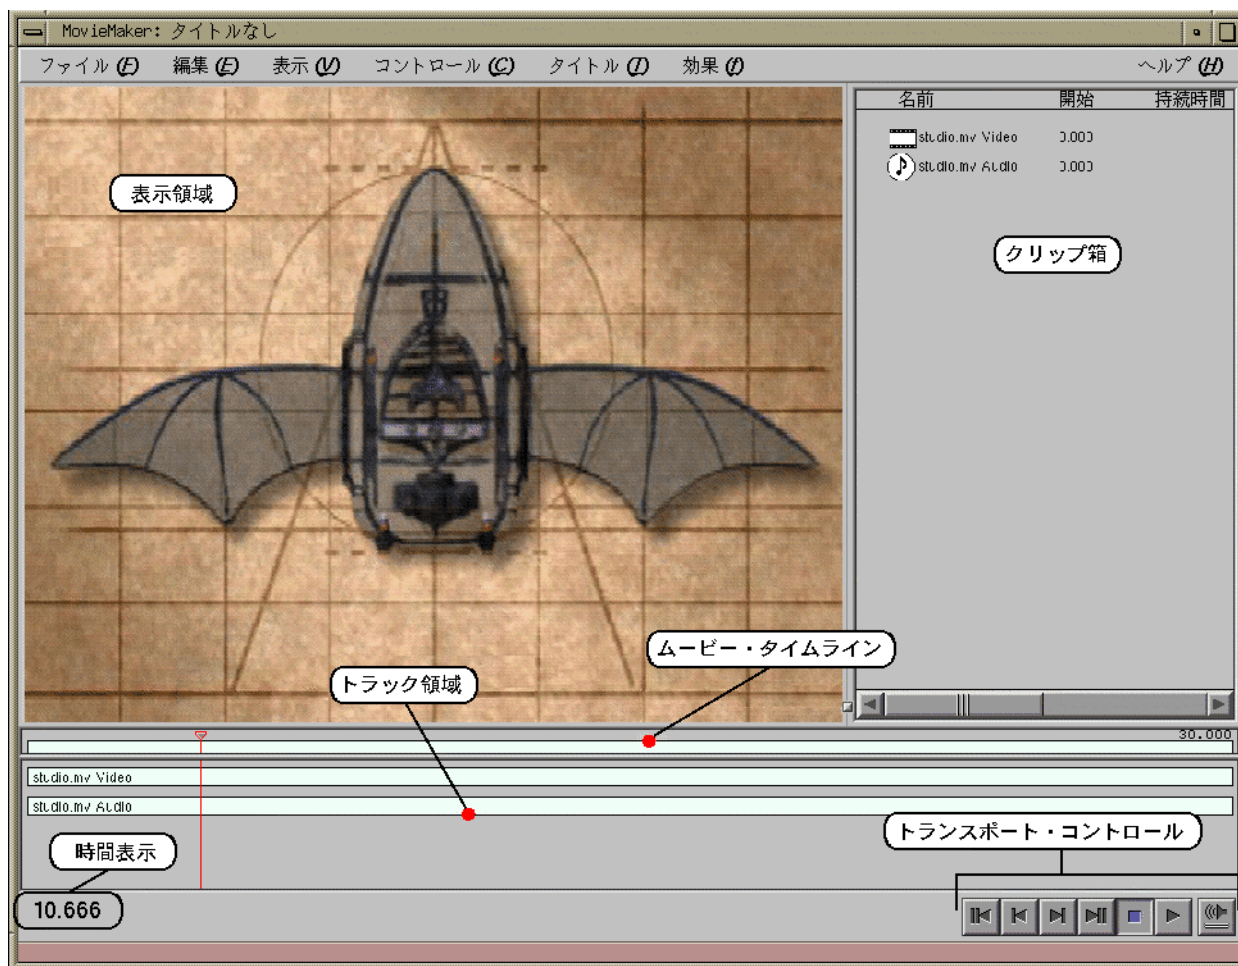 MovieMaker: タイトルなし
ファイル(F) 編集(E) 表示(V) コントロール(C) タイトル(T) 効果(f) ヘルプ(H)
名前 開始 持続時間
studio.mv Video 0.000
studio.mv Audio 0.000
表示領域
クリップ箱
ムービー・タイムライン
トラック領域
30.000
studio.mv Video
studio.mv Audio
トランスポート・コントロール
時間表示
10.666